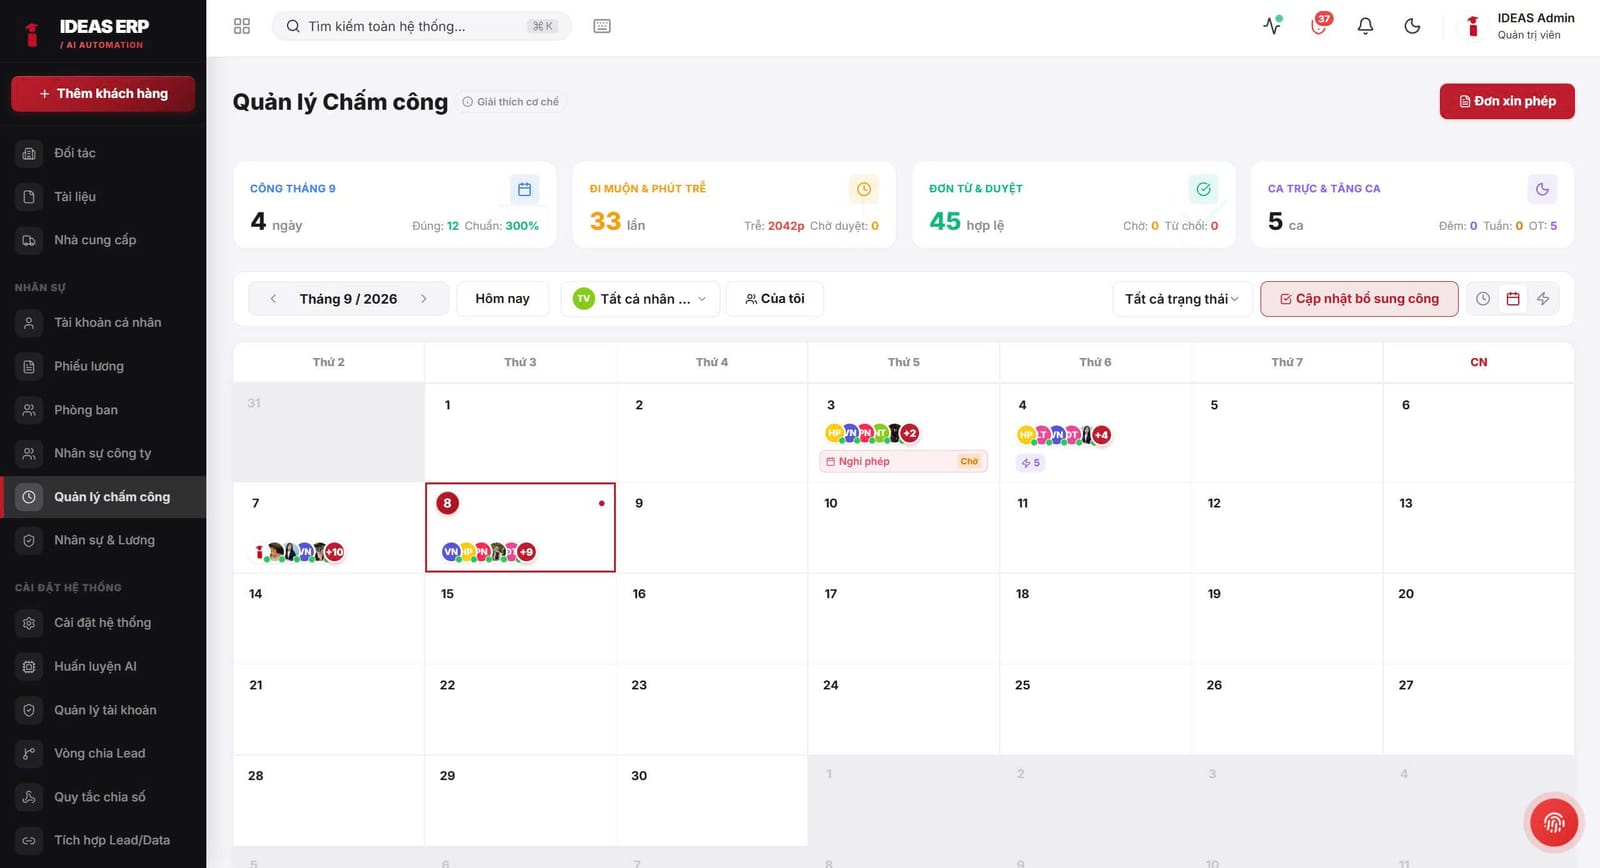 IDEAS ERP
/ AI AUTOMATION
+ Thêm khách hàng
Đối tác
Tài liệu
Nhà cung cấp
NHÂN SỰ
Tài khoản cá nhân
Phiếu lương
Phòng ban
Nhân sự công ty
Quản lý chấm công
Nhân sự & Lương
CÀI ĐẶT HỆ THỐNG
Cài đặt hệ thống
Huấn luyện AI
Quản lý tài khoản
Vòng chia Lead
Quy tắc chia số
Tích hợp Lead/Data
Tìm kiếm toàn hệ thống...
⌘K
37
IDEAS Admin
Quản trị viên
Quản lý Chấm công
Giải thích cơ chế
Đơn xin phép
CÔNG THÁNG 9
4 ngày
Đúng: 12 Chuẩn: 300%
ĐI MUỘN & PHÚT TRỄ
33 lần
Trễ: 2042p Chờ duyệt: 0
ĐƠN TỪ & DUYỆT
45 hợp lệ
Chờ: 0 Từ chối: 0
CA TRỰC & TĂNG CA
5 ca
Đêm: 0 Tuần: 0 OT: 5
Tháng 9 / 2026
Hôm nay
TV Tất cả nhân ...
Của tôi
Tất cả trạng thái
Cập nhật bổ sung công
Thứ 2 Thứ 3 Thứ 4 Thứ 5 Thứ 6 Thứ 7 CN
31 1 2 3 4 5 6
HP VN PN NT +2
Nghỉ phép Chờ
HP LT VN DT +4
5
7 8 9 10 11 12 13
VN +10
VN HP PN DT +9
14 15 16 17 18 19 20
21 22 23 24 25 26 27
28 29 30 1 2 3 4
5 6 7 8 9 10 11